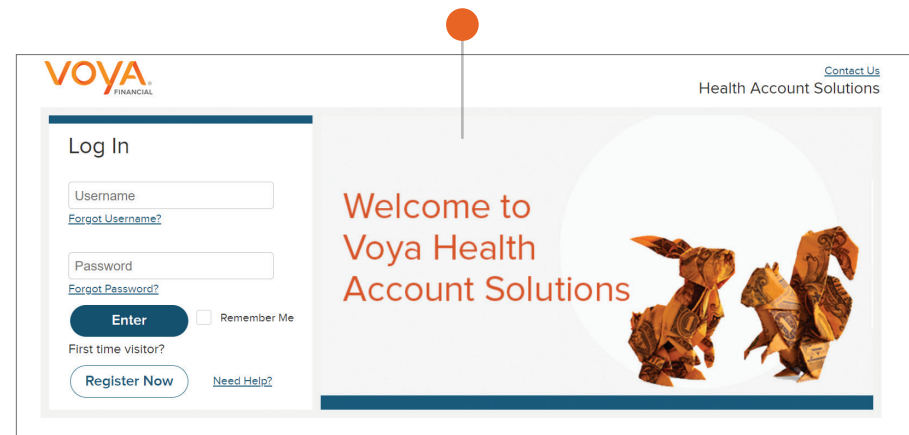 VOYA
FINANCIAL
Contact Us
Health Account Solutions
Log In
Username
Forgot Username?
Password
Forgot Password?
Enter
Remember Me
First time visitor?
Register Now
Need Help?
Welcome to
Voya Health
Account Solutions